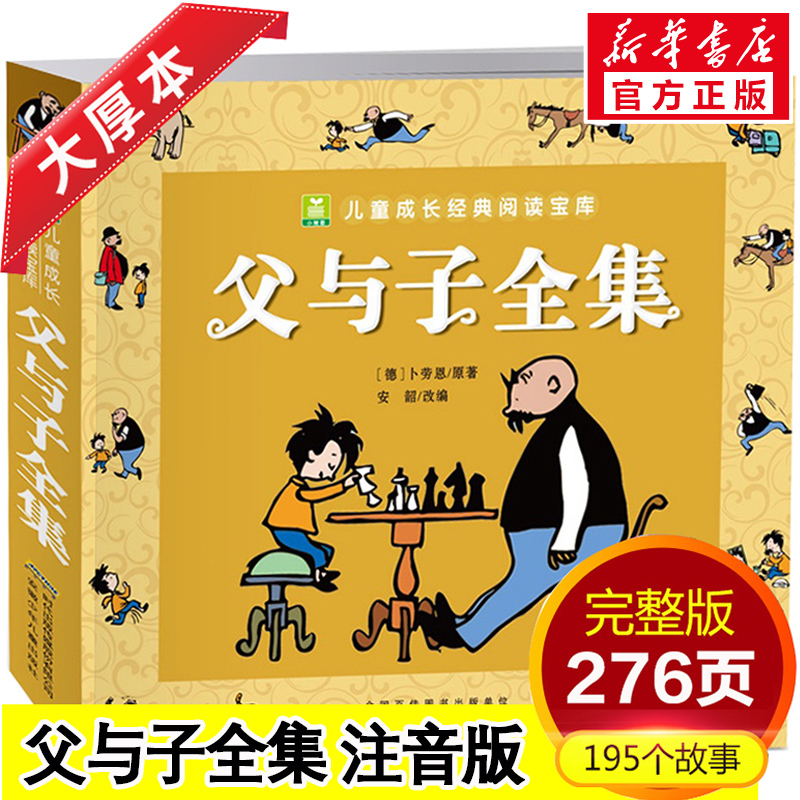 大厚本
新华书店
官方正版
小树苗
儿童成长经典阅读宝库
父与子全集
[德]卜劳恩/原著
安 韶/改编
儿童成长
父与子全集
完整版
276页
195个故事
父与子全集 注音版